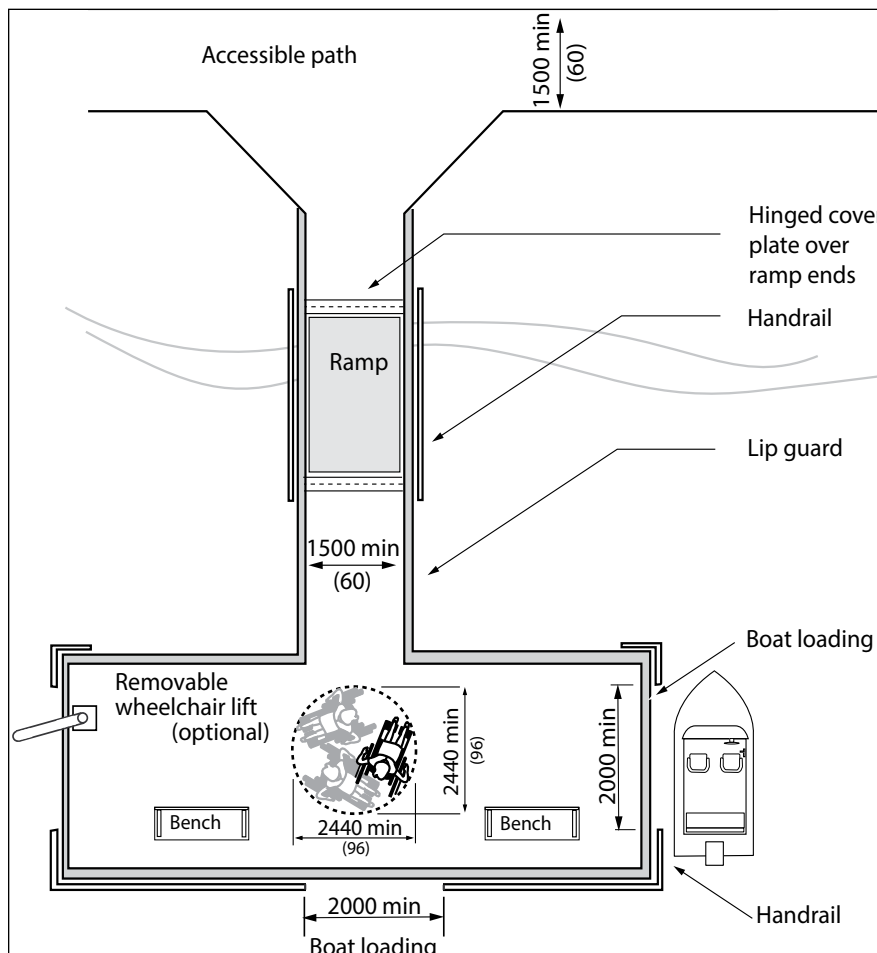 Accessible path
1500 min
(60)
Hinged cover
plate over
ramp ends
Handrail
Ramp
Lip guard
1500 min
(60)
Boat loading
Removable
wheelchair lift
(optional)
2440 min
(96)
2000 min
Bench
Bench
2440 min
(96)
2000 min
Handrail
Boat loading